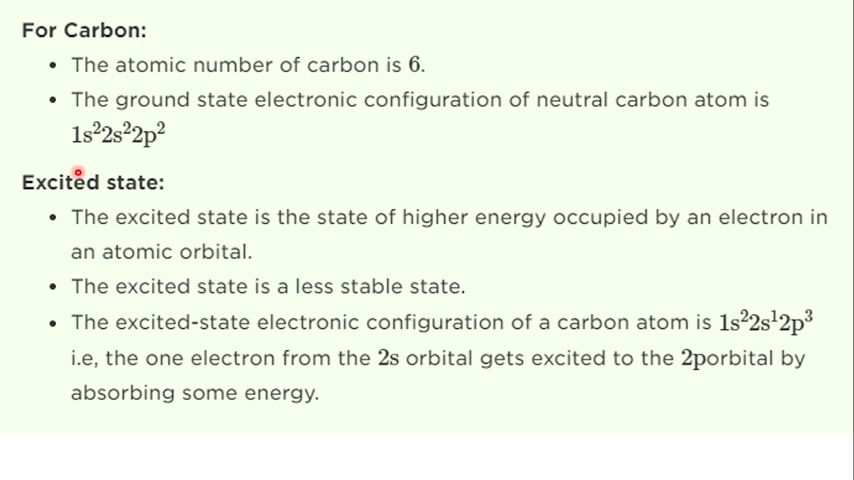 For Carbon:
• The atomic number of carbon is 6.
• The ground state electronic configuration of neutral carbon atom is
1s²2s²2p²
Excited state:
• The excited state is the state of higher energy occupied by an electron in
an atomic orbital.
• The excited state is a less stable state.
• The excited-state electronic configuration of a carbon atom is 1s²2s¹2p³
i.e, the one electron from the 2s orbital gets excited to the 2porbital by
absorbing some energy.